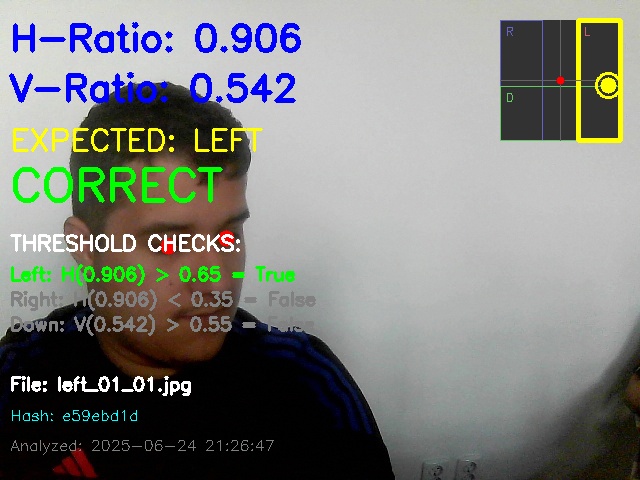 H-Ratio: 0.906
V-Ratio: 0.542
EXPECTED: LEFT
CORRECT
THRESHOLD CHECKS:
Left: H(0.906) > 0.65 = True
Right: H(0.906) < 0.35 = False
Down: V(0.542) > 0.55 = False
File: left_01_01.jpg
Hash: e59ebd1d
Analyzed: 2025-06-24 21:26:47
R
L
D